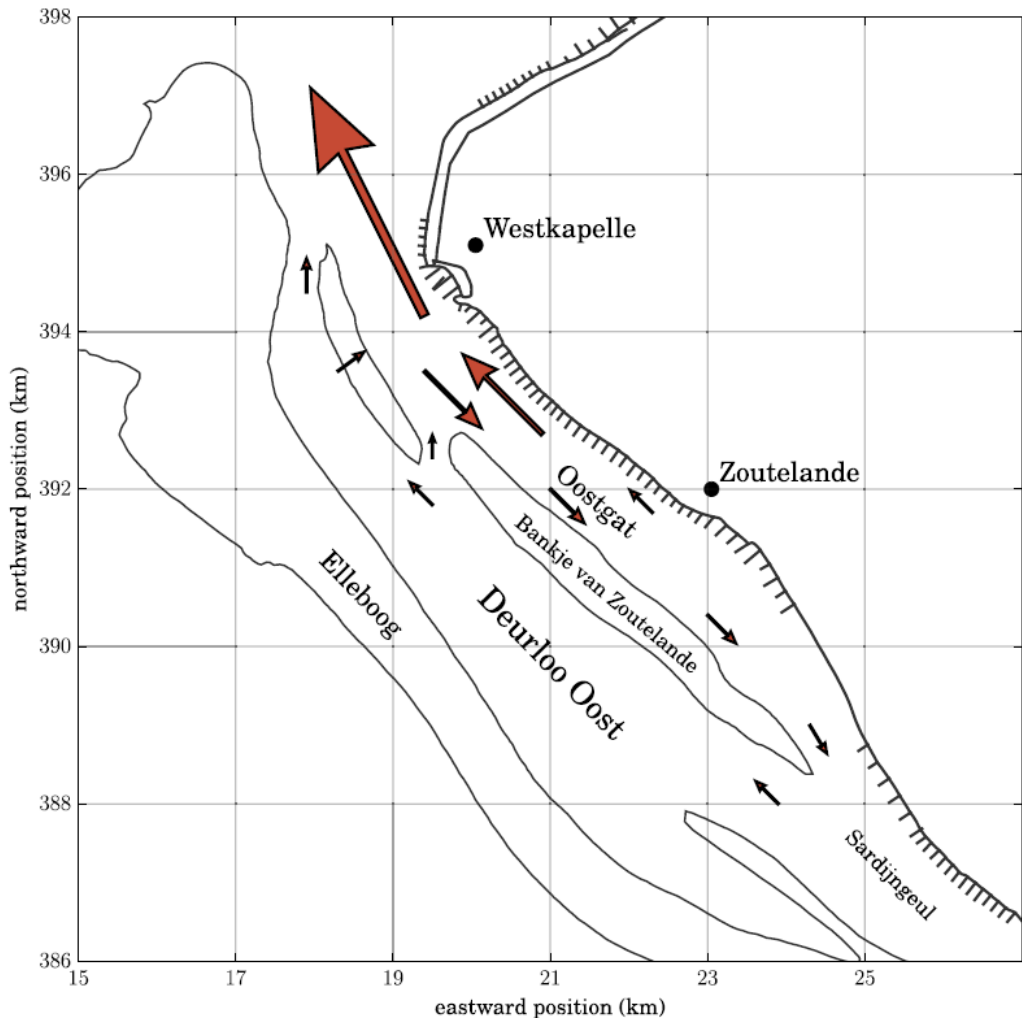 398
396
394
392
390
388
386
northward position (km)
Westkapelle
Zoutelande
Oostgat
Bankje van Zoutelande
Elleboog
Deurloo Oost
Sardijngeul
15
17
19
21
23
25
eastward position (km)